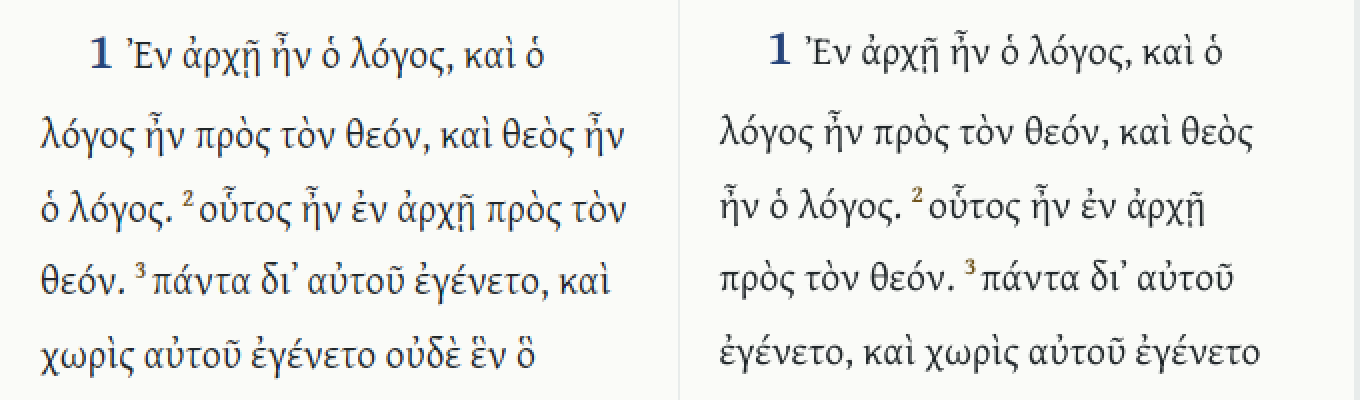 1 Ἐν ἀρχῇ ἦν ὁ λόγος, καὶ ὁ
λόγος ἦν πρὸς τὸν θεόν, καὶ θεὸς ἦν
ὁ λόγος. 2 οὗτος ἦν ἐν ἀρχῇ πρὸς τὸν
θεόν. 3 πάντα δι’ αὐτοῦ ἐγένετο, καὶ
χωρὶς αὐτοῦ ἐγένετο οὐδὲ ἓν ὃ
1 Ἐν ἀρχῇ ἦν ὁ λόγος, καὶ ὁ
λόγος ἦν πρὸς τὸν θεόν, καὶ θεὸς
ἦν ὁ λόγος. 2 οὗτος ἦν ἐν ἀρχῇ
πρὸς τὸν θεόν. 3 πάντα δι’ αὐτοῦ
ἐγένετο, καὶ χωρὶς αὐτοῦ ἐγένετο